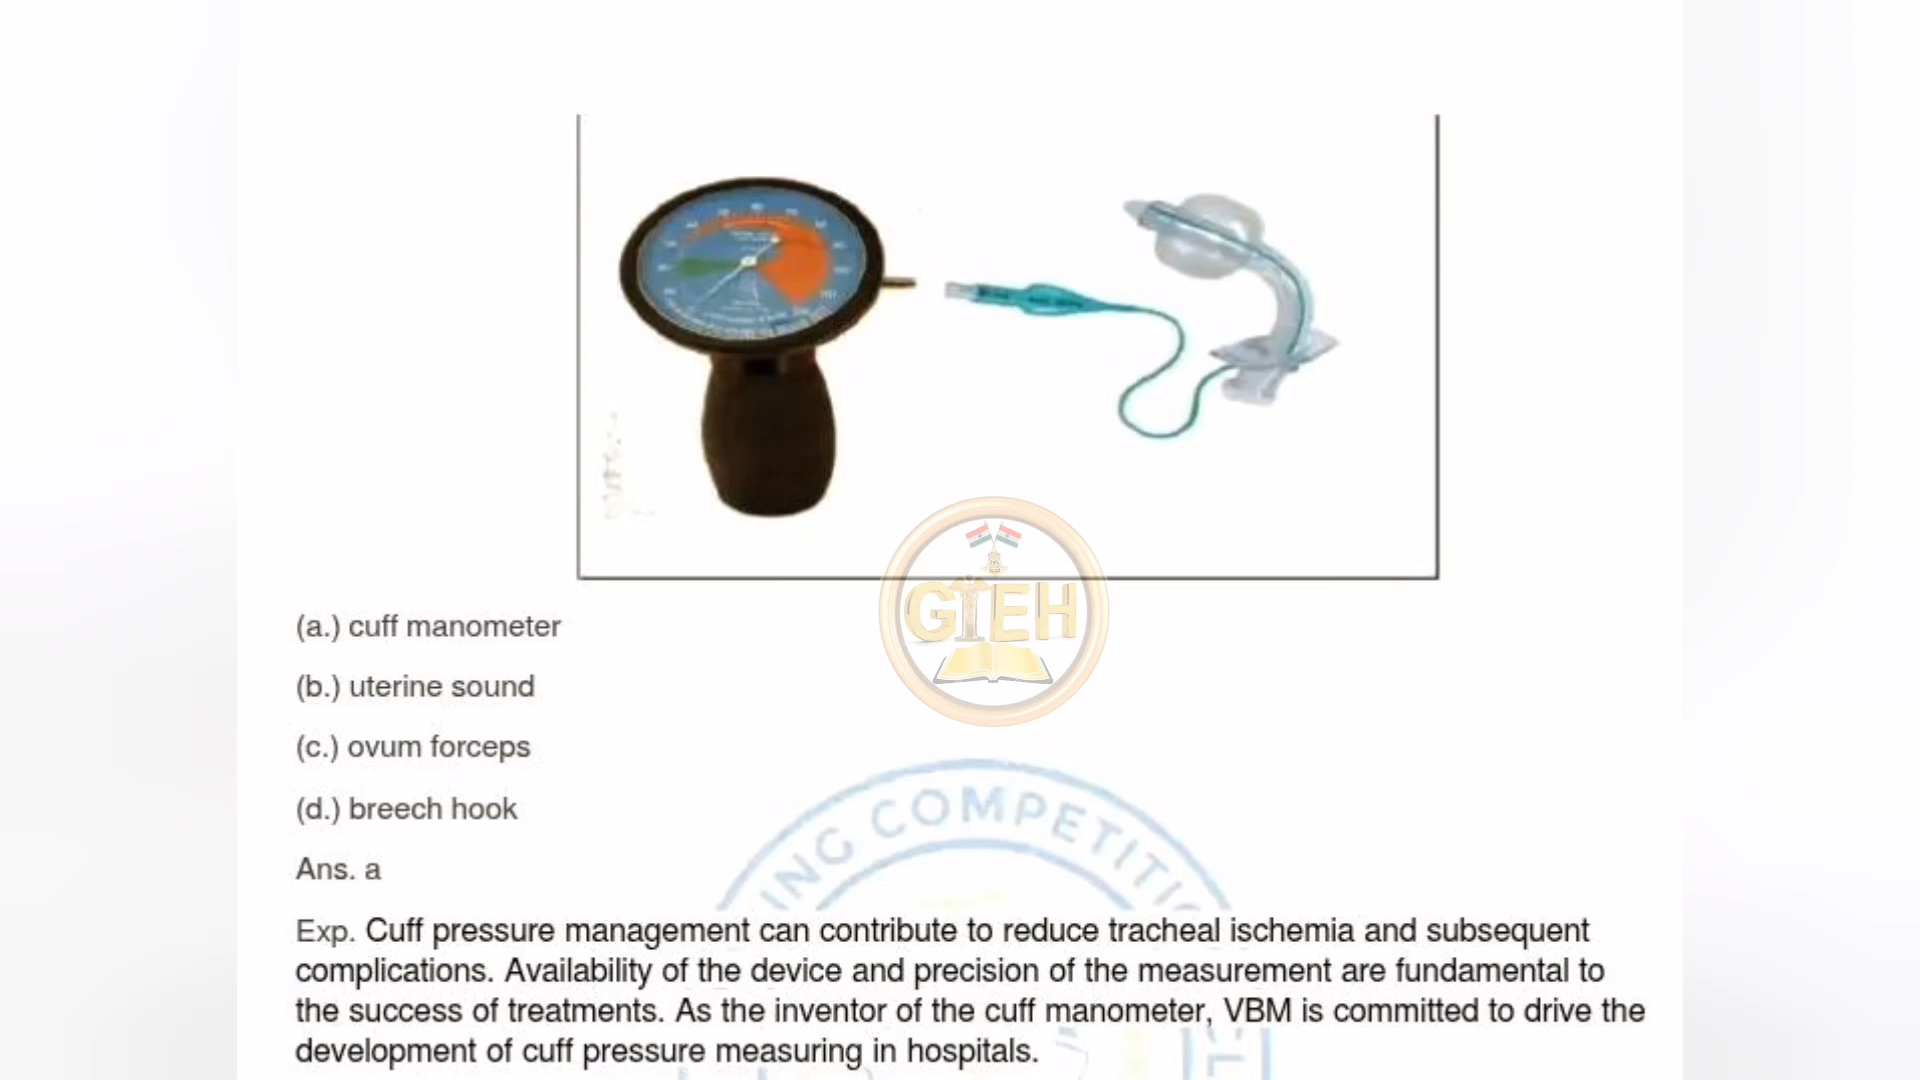 GIEH
(a.) cuff manometer
(b.) uterine sound
(c.) ovum forceps
(d.) breech hook
ING COMPETITI
Ans. a
Exp. Cuff pressure management can contribute to reduce tracheal ischemia and subsequent
complications. Availability of the device and precision of the measurement are fundamental to
the success of treatments. As the inventor of the cuff manometer, VBM is committed to drive the
development of cuff pressure measuring in hospitals.